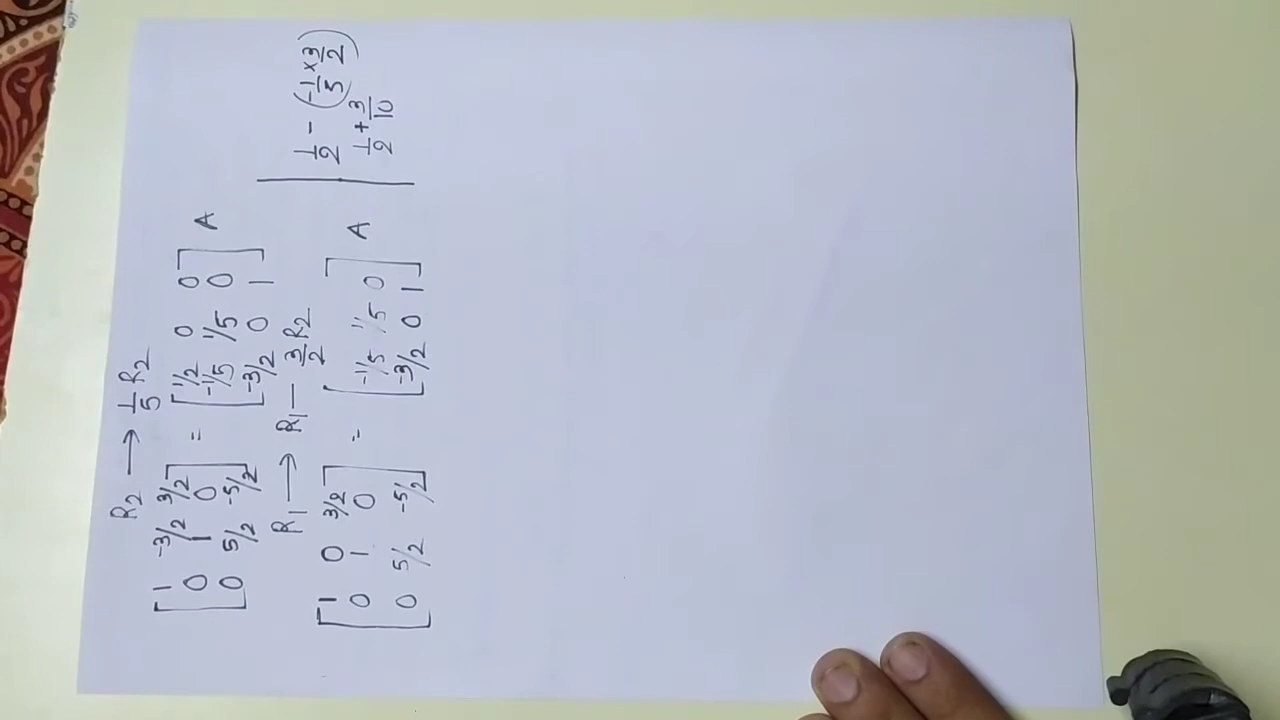 R2 → 1/5 R2
[1 -3/2 3/2] = [1/2 0 0] A
[0 1 0] [-1/5 1/5 0]
[0 5/2 -5/2] [-3/2 0 1]
R1 → R1 — 3/2 R2
[1 0 3/2] = [ ] A
[0 1 0] [-1/5 1/5 0]
[0 5/2 -5/2] [-3/2 0 1]
1/2 - (-1/5 × 3/2)
1/2 + 3/10